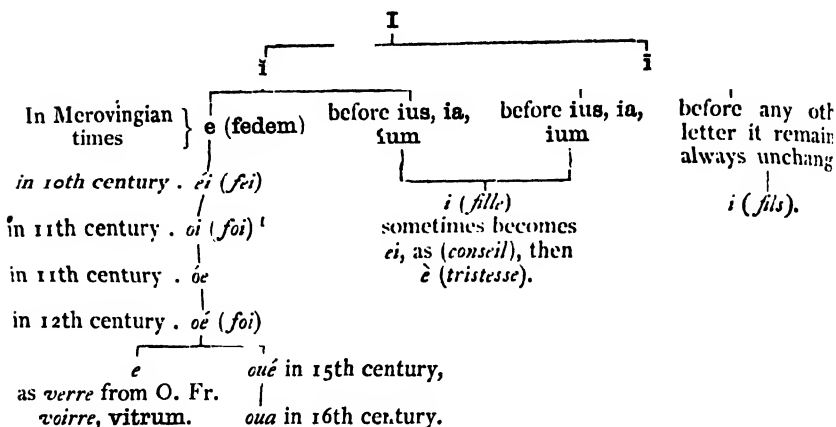 I
ĭ ī
In Merovingian times } e (fedem) before ius, ia, ium before ius, ia, ium before any oth letter it remain always unchang
in 10th century . éi (fei)
i (fille) i (fils).
in 11th century . oi (foi) ¹ sometimes becomes
ei, as (conseil), then
in 11th century . óe è (tristesse).
in 12th century . oé (foi)
e oué in 15th century,
as verre from O. Fr.
voirre, vitrum. oua in 16th century.